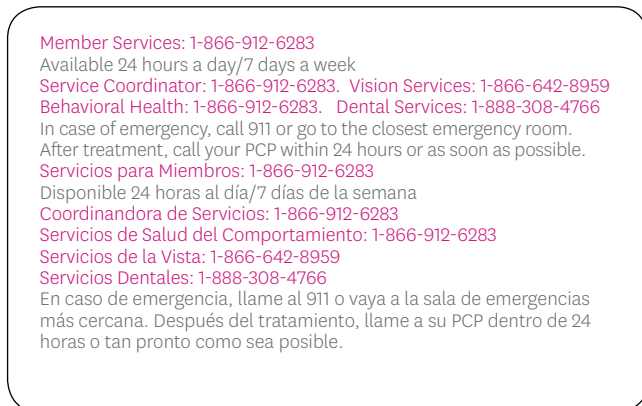 Member Services: 1-866-912-6283
Available 24 hours a day/7 days a week
Service Coordinator: 1-866-912-6283.  Vision Services: 1-866-642-8959
Behavioral Health: 1-866-912-6283.   Dental Services: 1-888-308-4766
In case of emergency, call 911 or go to the closest emergency room.
After treatment, call your PCP within 24 hours or as soon as possible.
Servicios para Miembros: 1-866-912-6283
Disponible 24 horas al día/7 días de la semana
Coordinandora de Servicios: 1-866-912-6283
Servicios de Salud del Comportamiento: 1-866-912-6283
Servicios de la Vista: 1-866-642-8959
Servicios Dentales: 1-888-308-4766
En caso de emergencia, llame al 911 o vaya a la sala de emergencias
más cercana. Después del tratamiento, llame a su PCP dentro de 24
horas o tan pronto como sea posible.